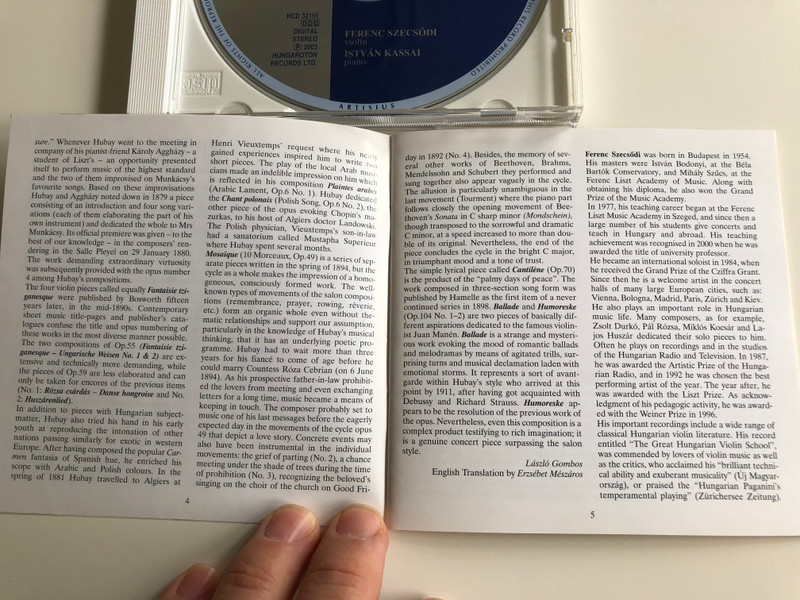 HCD 32155
DDD
DIGITAL
STEREO
℗ 2003
HUNGAROTON
RECORDS LTD.
FERENC SZECSŐDI
violin
ISTVÁN KASSAI
piano
ALL RIGHTS OF THE
THIS RECORD PROHIBITED
ARTISIUS
sure." Whenever Hubay went to the meeting in
company of his pianist-friend Károly Aggházy – a
student of Liszt's – an opportunity presented
itself to perform music of the highest standard
and the two of them improvised on Munkácsy's
favourite songs. Based on these improvisations
Hubay and Aggházy noted down in 1879 a piece
consisting of an introduction and four song vari-
ations (each of them elaborating the part of his
own instrument) and dedicated the whole to Mrs
Munkácsy. Its official première was given – to the
best of our knowledge – in the composers' ren-
dering in the Salle Pleyel on 29 January 1880.
The work demanding extraordinary virtuosity
was subsequently provided with the opus number
4 among Hubay's compositions.
The four violin pieces called equally Fantaisie tzi-
ganesque were published by Bosworth fifteen
years later, in the mid-1890s. Contemporary
sheet music title-pages and publisher's cata-
logues confuse the title and opus numbering of
these works in the most diverse manner possible.
The two compositions of Op.55 (Fantaisie tzi-
ganesque – Ungarische Weisen No. 1 & 2) are ex-
tensive and technically more demanding, while
the pieces of Op.59 are less elaborated and can
only be taken for encores of the previous items
(No. 1: Rózsa csárdás – Danse hongroise and No.
2: Huszárenlied).
In addition to pieces with Hungarian subject-
matter, Hubay also tried his hand in his early
youth at reproducing the intonation of other
nations passing similarly for exotic in western
Europe. After having composed the popular Car-
men fantasia of Spanish hue, he enriched his
scope with Arabic and Polish colours. In the
spring of 1881 Hubay travelled to Algiers at
4
Henri Vieuxtemps' request where his newly
gained experiences inspired him to write two
short pieces. The play of the local Arab musi-
cians made an indelible impression on him which
is reflected in his composition Plaintes arabes
(Arabic Lament, Op.6 No. 1). Hubay dedicated
the Chant polonais (Polish Song, Op.6 No. 2), the
other piece of the opus evoking Chopin's ma-
zurkas, to his host of Algiers doctor Landowski.
The Polish physician, Vieuxtemps's son-in-law
had a sanatorium called Mustapha Superieur
where Hubay spent several months.
Mosaïque (10 Morceaux, Op.49) is a series of sep-
arate pieces written in the spring of 1894, but the
cycle as a whole makes the impression of a homo-
geneous, consciously formed work. The well-
known types of movements of the salon composi-
tions (remembrance, prayer, rowing, rêverie,
etc.) form an organic whole even without the-
matic relationships and support our assumption,
particularly in the knowledge of Hubay's musical
thinking, that it has an underlying poetic pro-
gramme. Hubay had to wait more than three
years for his fiancé to come of age before he
could marry Countess Róza Cebrian (on 6 June
1894). As his prospective father-in-law prohibit-
ed the lovers from meeting and even exchanging
letters for a long time, music became a means of
keeping in touch. The composer probably set to
music one of his last messages before the eagerly
expected day in the movements of the cycle opus
49 that depict a love story. Concrete events may
also have been instrumental in the individual
movements: the grief of parting (No. 2), a chance
meeting under the shade of trees during the time
of prohibition (No. 3), recognizing the beloved's
singing on the choir of the church on Good Fri-
day in 1892 (No. 4). Besides, the memory of sev-
eral other works of Beethoven, Brahms,
Mendelssohn and Schubert they performed and
sung together also appear vaguely in the cycle.
The allusion is particularly unambiguous in the
last movement (Tourment) where the piano part
follows closely the opening movement of Bee-
thoven's Sonata in C sharp minor (Mondschein),
though transposed to the sorrowful and dramatic
C minor, at a speed increased to more than dou-
ble of its original. Nevertheless, the end of the
piece concludes the cycle in the bright C major,
in triumphant mood and a tone of trust.
The simple lyrical piece called Cantilène (Op.70)
is the product of the "palmy days of peace". The
work composed in three-section song form was
published by Hamelle as the first item of a never
continued series in 1898. Ballade and Humoreske
(Op.104 No. 1–2) are two pieces of basically dif-
ferent aspirations dedicated to the famous violin-
ist Juan Manén. Ballade is a strange and mysteri-
ous work evoking the mood of romantic ballads
and melodramas by means of agitated trills, sur-
prising turns and musical declamation laden with
emotional storms. It represents a sort of avant-
garde within Hubay's style who arrived at this
point by 1911, after having got acquainted with
Debussy and Richard Strauss. Humoreske ap-
pears to be the resolution of the previous work of
the opus. Nevertheless, even this composition is a
complex product testifying to rich imagination; it
is a genuine concert piece surpassing the salon
style.
László Gombos
English Translation by Erzsébet Mészáros
Ferenc Szecsődi was born in Budapest in 1954.
His masters were István Bodonyi, at the Béla
Bartók Conservatory, and Mihály Szűcs, at the
Ferenc Liszt Academy of Music. Along with
obtaining his diploma, he also won the Grand
Prize of the Music Academy.
In 1977, his teaching career began at the Ferenc
Liszt Music Academy in Szeged, and since then a
large number of his students give concerts and
teach in Hungary and abroad. His teaching
achievement was recognised in 2000 when he was
awarded the title of university professor.
He became an international soloist in 1984, when
he received the Grand Prize of the Cziffra Grant.
Since then he is a welcome artist in the concert
halls of many large European cities, such as:
Vienna, Bologna, Madrid, Paris, Zürich and Kiev.
He also plays an important role in Hungarian
music life. Many composers, as for example,
Zsolt Durkó, Pál Rózsa, Miklós Kocsár and La-
jos Huszár dedicated their solo pieces to him.
Often he plays on recordings and in the studios
of the Hungarian Radio and Television. In 1987,
he was awarded the Artistic Prize of the Hunga-
rian Radio, and in 1992 he was chosen the best
performing artist of the year. The year after, he
was awarded with the Liszt Prize. As acknow-
ledgment of his pedagogic activity, he was award-
ed with the Weiner Prize in 1996.
His important recordings include a wide range of
classical Hungarian violin literature. His record
entitled "The Great Hungarian Violin School",
was commended by lovers of violin music as well
as the critics, who acclaimed his "brilliant techni-
cal ability and exuberant musicality" (Új Magyar-
ország), or praised the "Hungarian Paganini's
temperamental playing" (Zürichersee Zeitung).
5